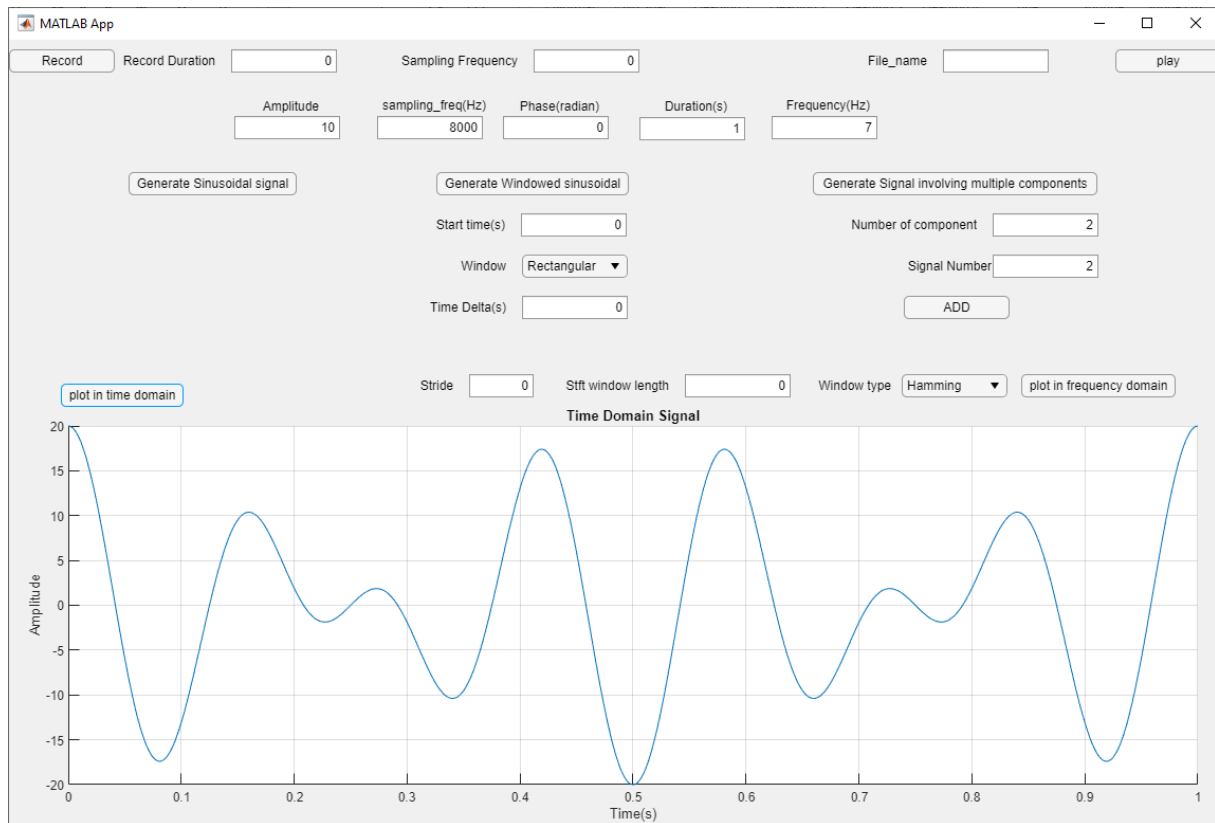 MATLAB App
Record Record Duration 0 Sampling Frequency 0 File_name play
Amplitude sampling_freq(Hz) Phase(radian) Duration(s) Frequency(Hz)
10 8000 0 1 7
Generate Sinusoidal signal Generate Windowed sinusoidal Generate Signal involving multiple components
Start time(s) 0 Number of component 2
Window Rectangular Signal Number 2
Time Delta(s) 0 ADD
plot in time domain Stride 0 Stft window length 0 Window type Hamming plot in frequency domain
Time Domain Signal
20
15
10
5
0
-5
-10
-15
-20
Amplitude
0 0.1 0.2 0.3 0.4 0.5 0.6 0.7 0.8 0.9 1
Time(s)